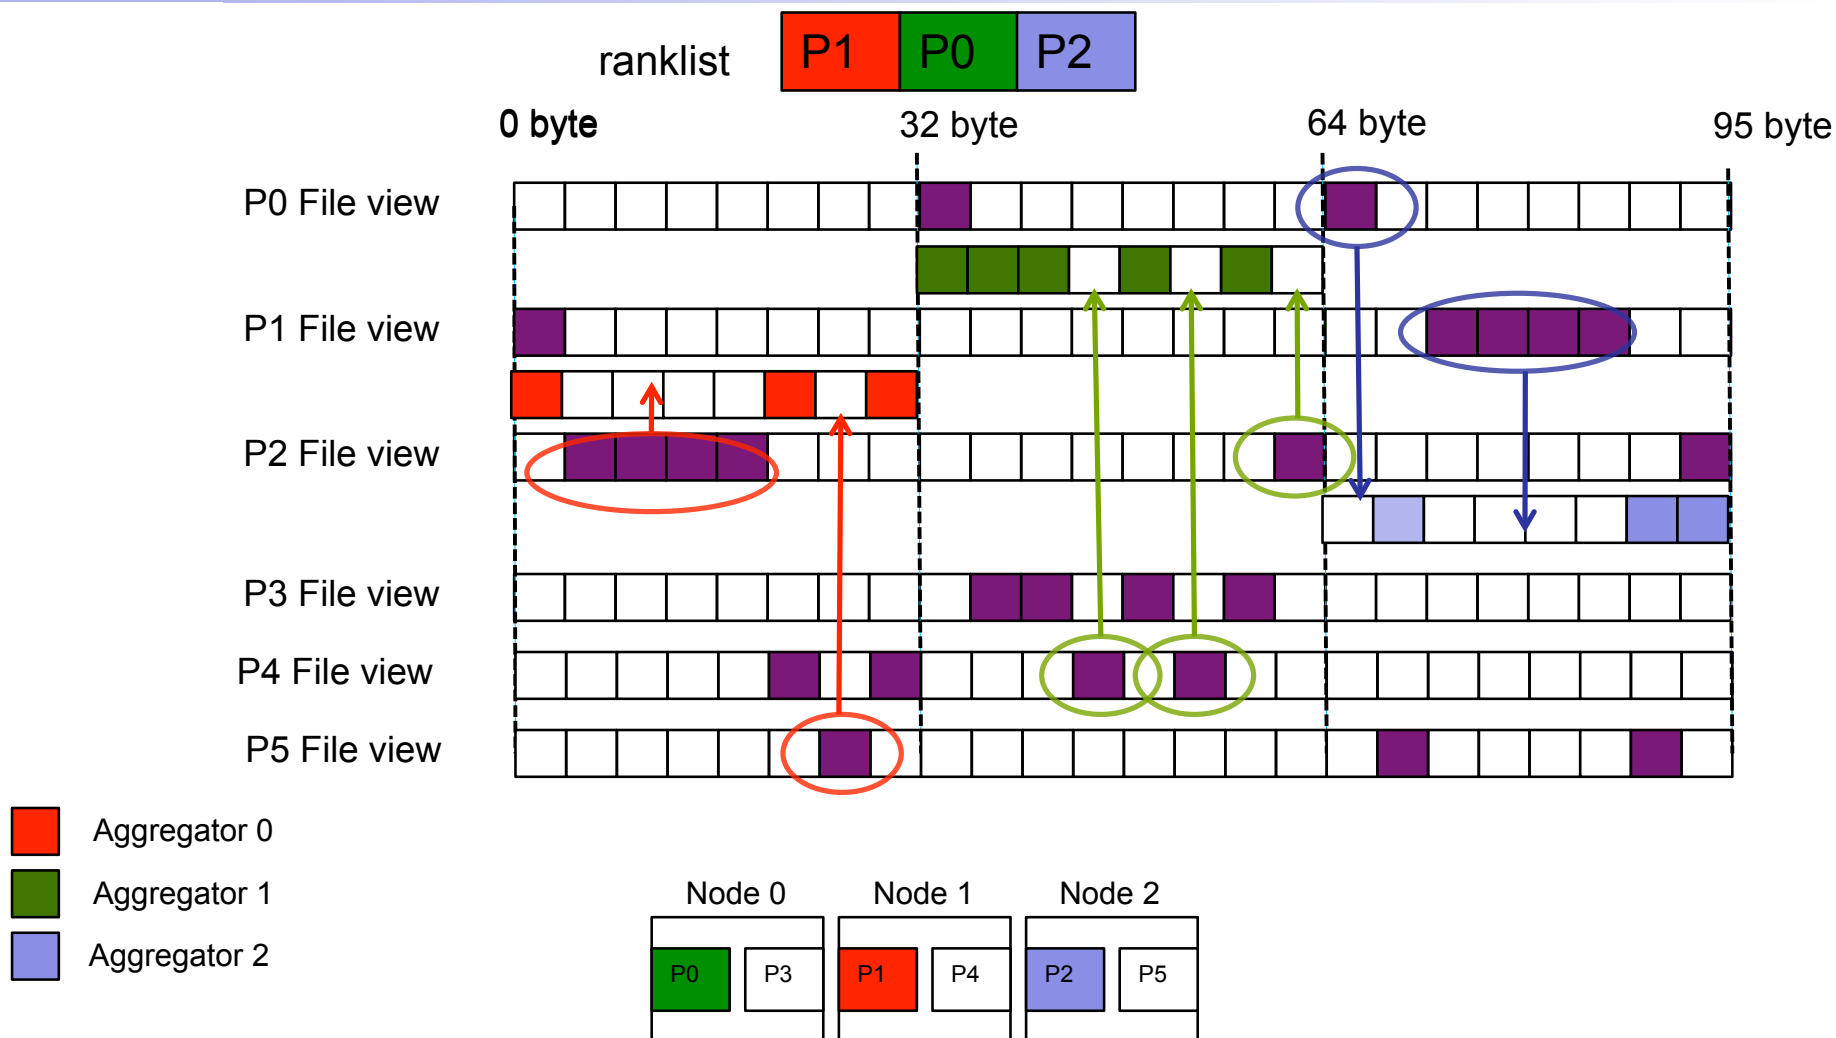 ranklist P1 P0 P2
0 byte 32 byte 64 byte 95 byte
P0 File view
P1 File view
P2 File view
P3 File view
P4 File view
P5 File view
Aggregator 0
Aggregator 1
Aggregator 2
Node 0 Node 1 Node 2
P0 P3 P1 P4 P2 P5